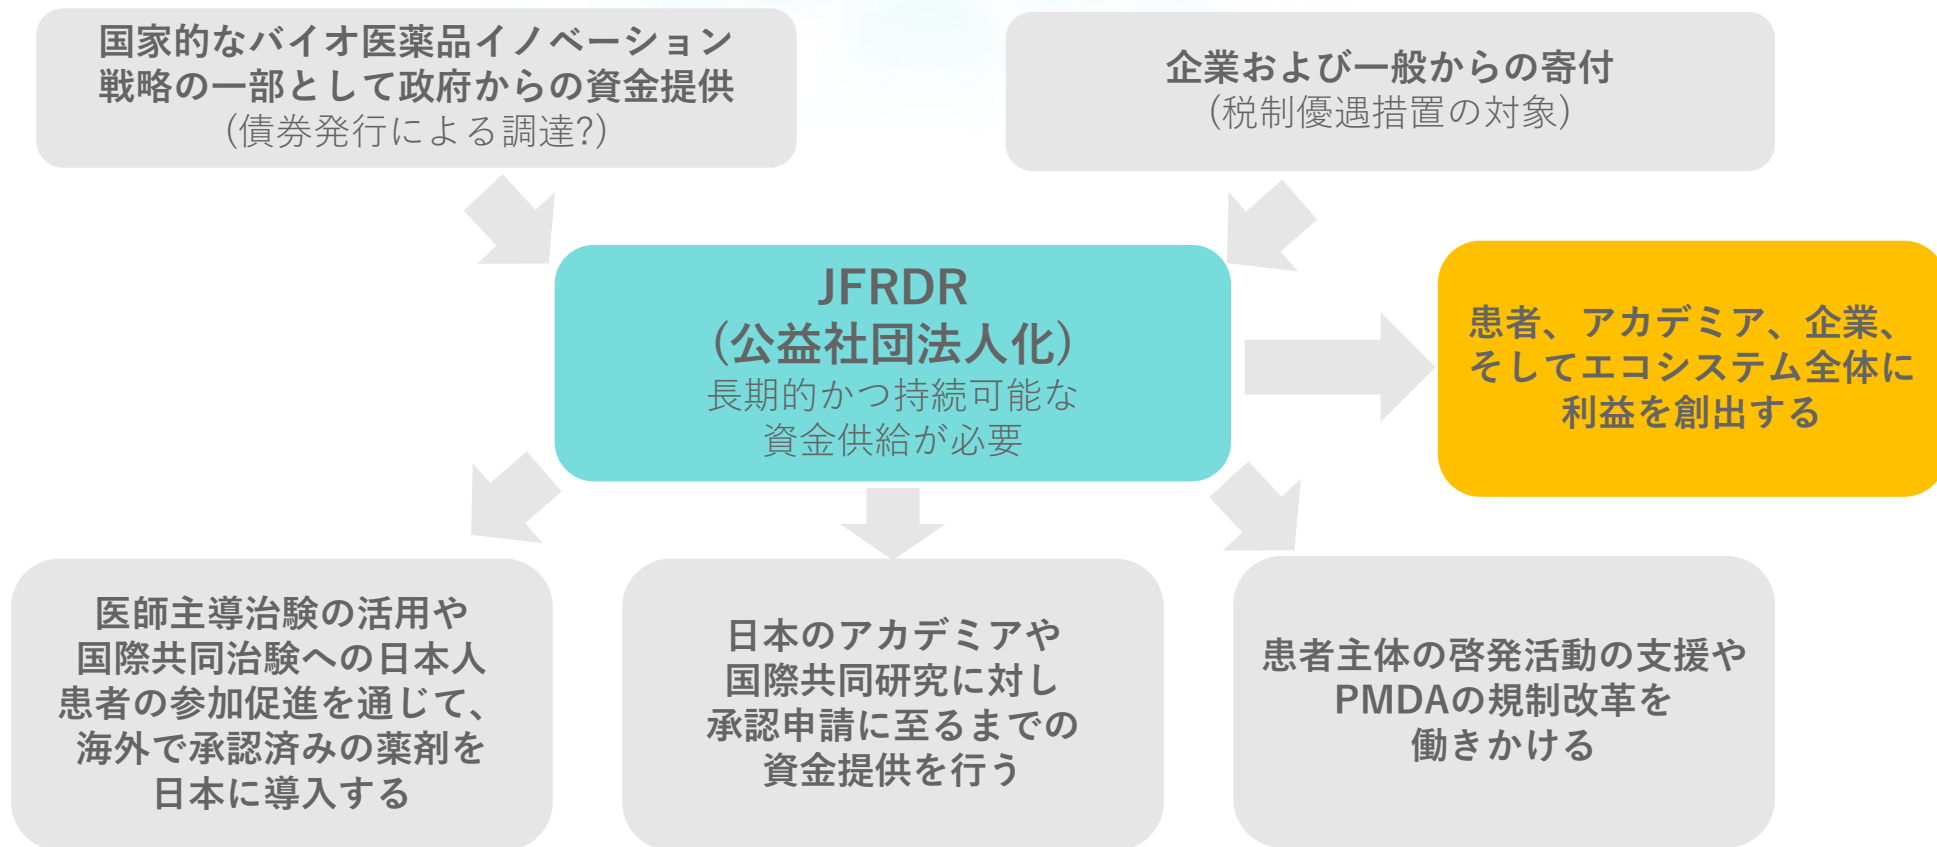 国家的なバイオ医薬品イノベーション
戦略の一部として政府からの資金提供
(債券発行による調達?)
企業および一般からの寄付
(税制優遇措置の対象)
JFRDR
(公益社団法人化)
長期的かつ持続可能な
資金供給が必要
患者、アカデミア、企業、
そしてエコシステム全体に
利益を創出する
医師主導治験の活用や
国際共同治験への日本人
患者の参加促進を通じて、
海外で承認済みの薬剤を
日本に導入する
日本のアカデミアや
国際共同研究に対し
承認申請に至るまでの
資金提供を行う
患者主体の啓発活動の支援や
PMDAの規制改革を
働きかける